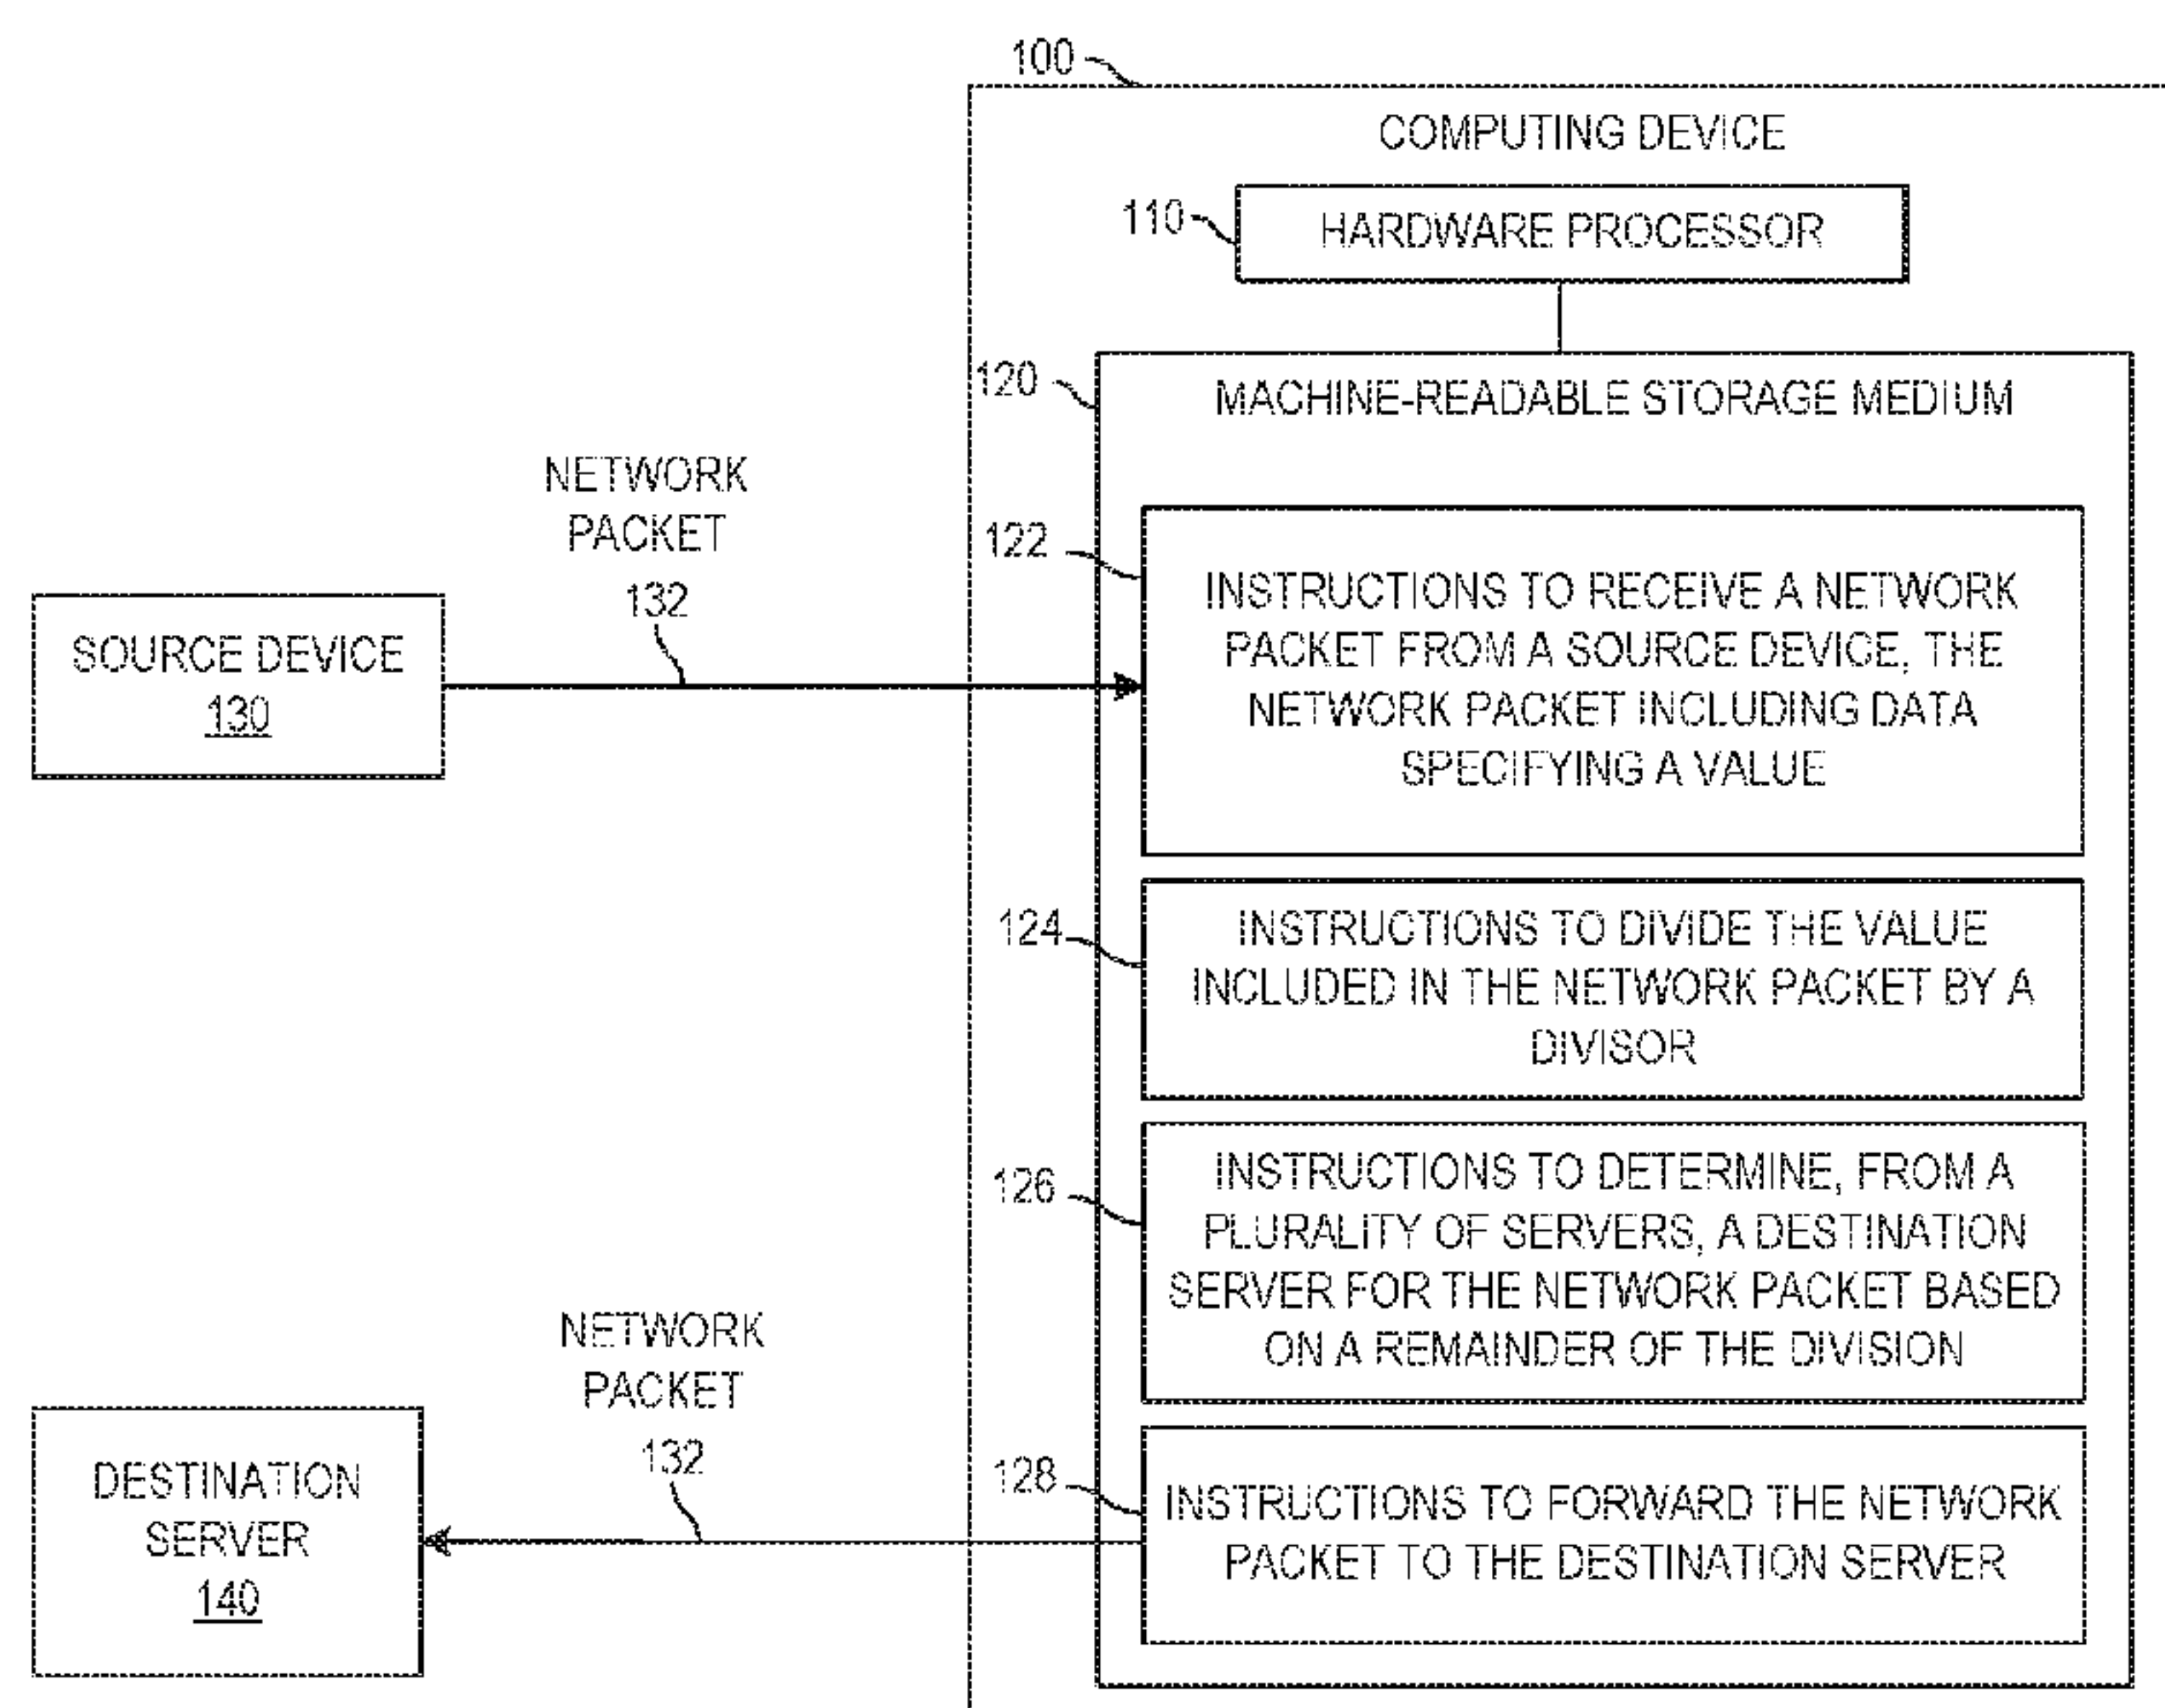 100
COMPUTING DEVICE
110
HARDWARE PROCESSOR
120
MACHINE-READABLE STORAGE MEDIUM
NETWORK
PACKET
132
SOURCE DEVICE
130
122
INSTRUCTIONS TO RECEIVE A NETWORK
PACKET FROM A SOURCE DEVICE, THE
NETWORK PACKET INCLUDING DATA
SPECIFYING A VALUE
124
INSTRUCTIONS TO DIVIDE THE VALUE
INCLUDED IN THE NETWORK PACKET BY A
DIVISOR
126
INSTRUCTIONS TO DETERMINE, FROM A
PLURALITY OF SERVERS, A DESTINATION
SERVER FOR THE NETWORK PACKET BASED
ON A REMAINDER OF THE DIVISION
NETWORK
PACKET
132
DESTINATION
SERVER
140
128
INSTRUCTIONS TO FORWARD THE NETWORK
PACKET TO THE DESTINATION SERVER